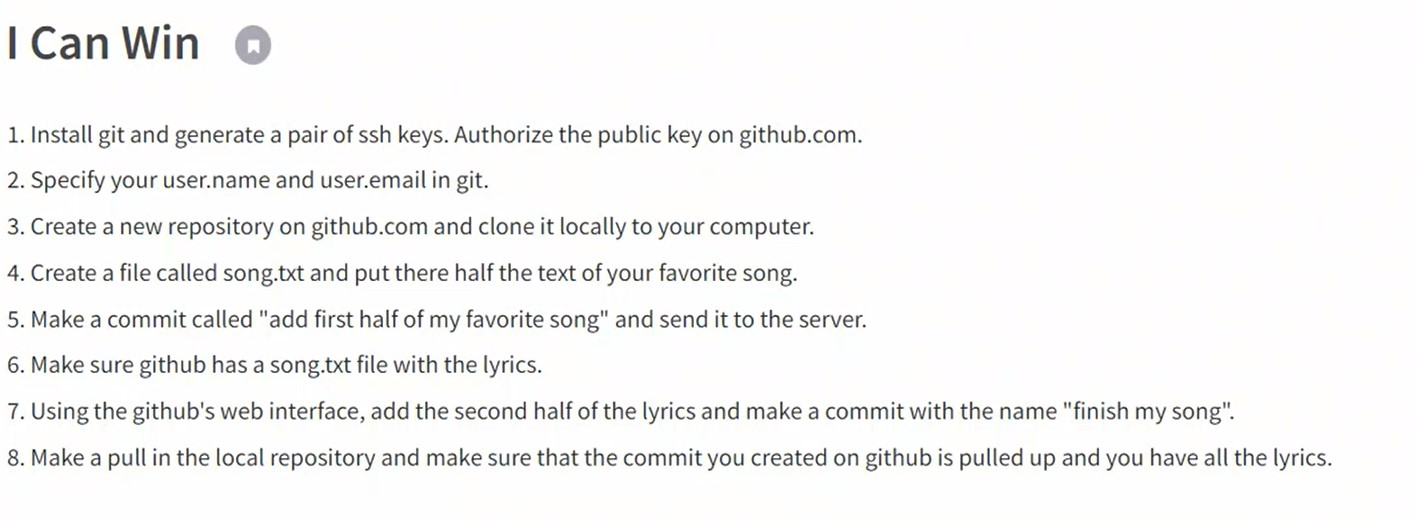 I Can Win
1. Install git and generate a pair of ssh keys. Authorize the public key on github.com.
2. Specify your user.name and user.email in git.
3. Create a new repository on github.com and clone it locally to your computer.
4. Create a file called song.txt and put there half the text of your favorite song.
5. Make a commit called "add first half of my favorite song" and send it to the server.
6. Make sure github has a song.txt file with the lyrics.
7. Using the github's web interface, add the second half of the lyrics and make a commit with the name "finish my song".
8. Make a pull in the local repository and make sure that the commit you created on github is pulled up and you have all the lyrics.